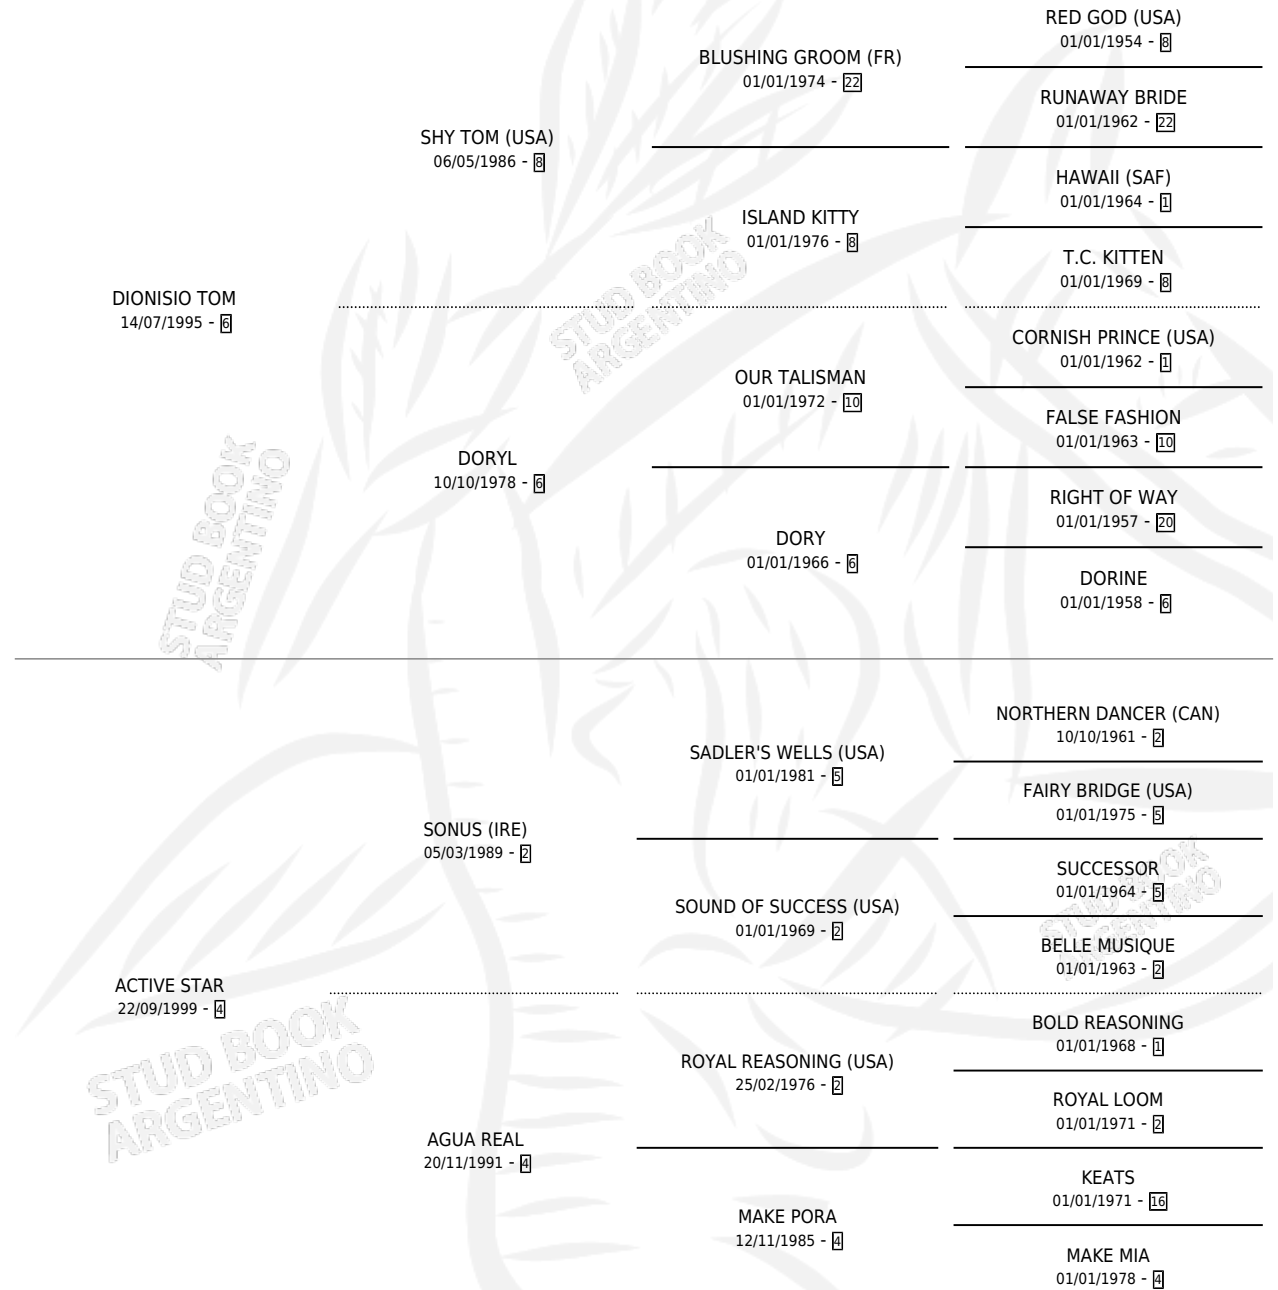 RED GOD (USA)
01/01/1954 - 8
BLUSHING GROOM (FR)
01/01/1974 - 22
RUNAWAY BRIDE
01/01/1962 - 22
SHY TOM (USA)
06/05/1986 - 8
HAWAII (SAF)
01/01/1964 - 1
ISLAND KITTY
01/01/1976 - 8
T.C. KITTEN
01/01/1969 - 8
DIONISIO TOM
14/07/1995 - 6
STUD BOOK
ARGENTINO
CORNISH PRINCE (USA)
01/01/1962 - 1
OUR TALISMAN
01/01/1972 - 10
FALSE FASHION
01/01/1963 - 10
DORYL
10/10/1978 - 6
RIGHT OF WAY
01/01/1957 - 20
DORY
01/01/1966 - 6
DORINE
01/01/1958 - 6
STUD BOOK
ARGENTINO
NORTHERN DANCER (CAN)
10/10/1961 - 2
SADLER'S WELLS (USA)
01/01/1981 - 5
FAIRY BRIDGE (USA)
01/01/1975 - 5
SONUS (IRE)
05/03/1989 - 2
SUCCESSOR
01/01/1964 - 5
SOUND OF SUCCESS (USA)
01/01/1969 - 2
BELLE MUSIQUE
01/01/1963 - 2
STUD BOOK
ARGENTINO
ACTIVE STAR
22/09/1999 - 4
BOLD REASONING
01/01/1968 - 1
ROYAL REASONING (USA)
25/02/1976 - 2
ROYAL LOOM
01/01/1971 - 2
STUD BOOK
ARGENTINO
AGUA REAL
20/11/1991 - 4
KEATS
01/01/1971 - 16
MAKE PORA
12/11/1985 - 4
MAKE MIA
01/01/1978 - 4